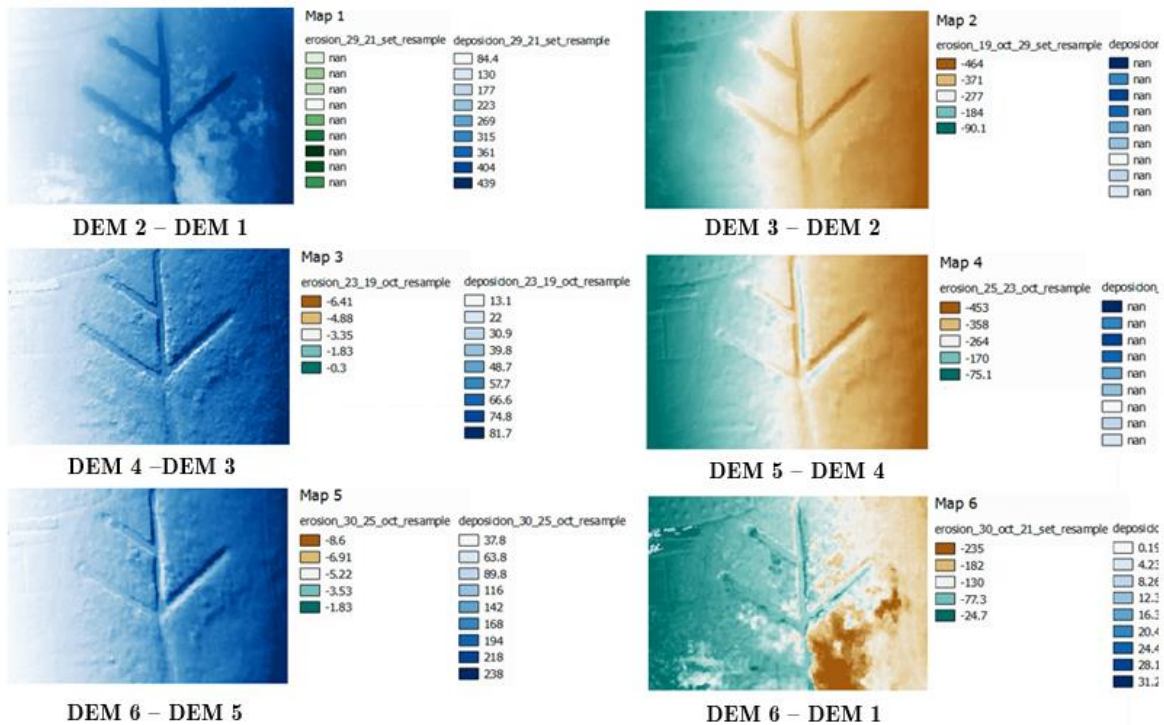 Map 1
erosion_29_21_set_resample
nan
nan
nan
nan
nan
nan
nan
nan
nan
deposicion_29_21_set_resample
84.4
130
177
223
269
315
361
404
439
DEM 2 – DEM 1
Map 2
erosion_19_oct_29_set_resample
-464
-371
-277
-184
-90.1
deposicion
nan
nan
nan
nan
nan
nan
nan
nan
nan
DEM 3 – DEM 2
Map 3
erosion_23_19_oct_resample
-6.41
-4.88
-3.35
-1.83
-0.3
deposicion_23_19_oct_resample
13.1
22
30.9
39.8
48.7
57.7
66.6
74.8
81.7
DEM 4 –DEM 3
Map 4
erosion_25_23_oct_resample
-453
-358
-264
-170
-75.1
deposicion_
nan
nan
nan
nan
nan
nan
nan
nan
nan
DEM 5 – DEM 4
Map 5
erosion_30_25_oct_resample
-8.6
-6.91
-5.22
-3.53
-1.83
deposicion_30_25_oct_resample
37.8
63.8
89.8
116
142
168
194
218
238
DEM 6 – DEM 5
Map 6
erosion_30_oct_21_set_resample
-235
-182
-130
-77.3
-24.7
deposicio
0.19
4.23
8.26
12.3
16.3
20.4
24.4
28.1
31.2
DEM 6 – DEM 1